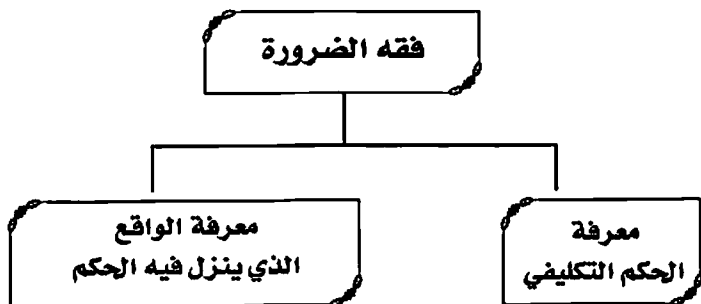 فقه الضرورة
معرفة
الحكم التكليفي
معرفة الواقع
الذي ينزل فيه الحكم